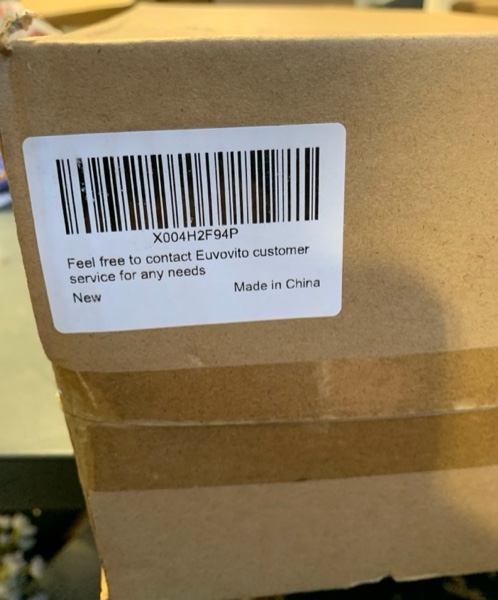 X004H2F94P
Feel free to contact Euvovito customer
service for any needs
New
Made in China